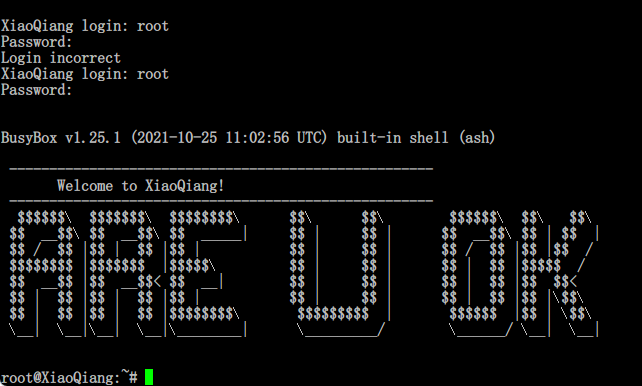 XiaoQiang login: root
Password:
Login incorrect
XiaoQiang login: root
Password:
BusyBox v1.25.1 (2021-10-25 11:02:56 UTC) built-in shell (ash)
-----------------------------------------------------
Welcome to XiaoQiang!
-----------------------------------------------------
ARE U OK
root@XiaoQiang:~#